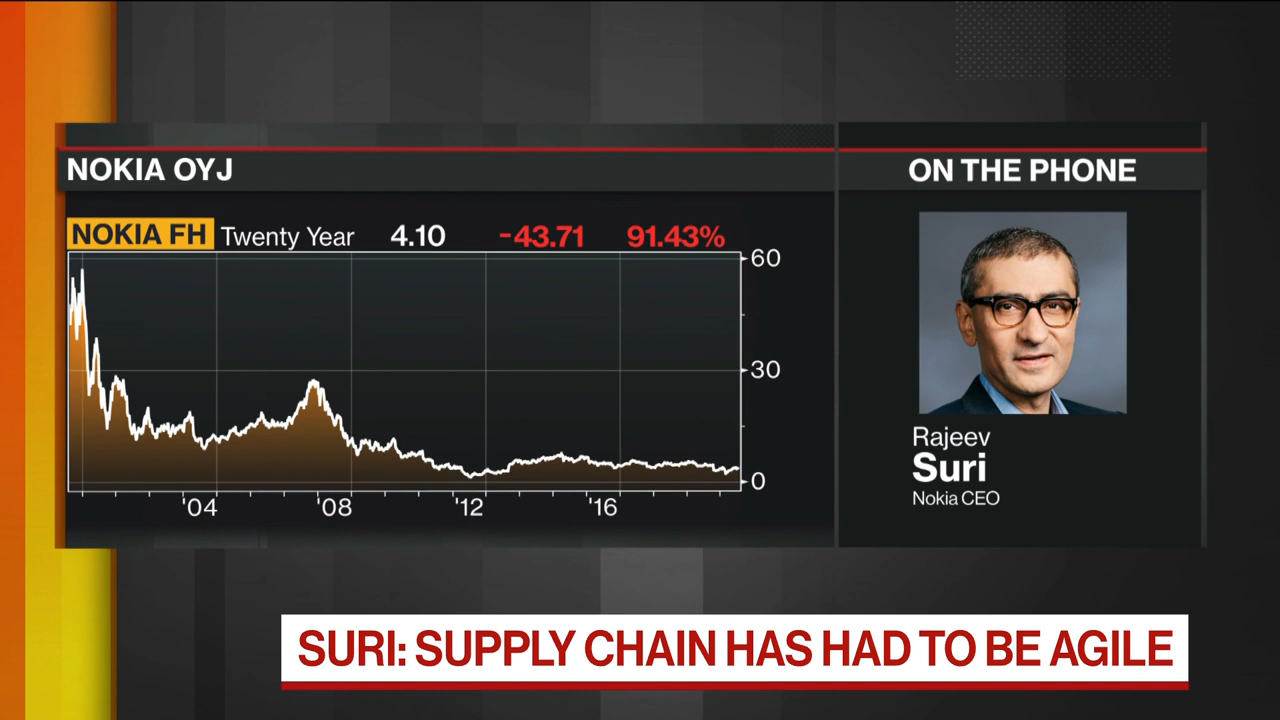 NOKIA OYJ
NOKIA FH Twenty Year 4.10 -43.71 91.43%
60
30
0
'04 '08 '12 '16
ON THE PHONE
Rajeev
Suri
Nokia CEO
SURI: SUPPLY CHAIN HAS HAD TO BE AGILE